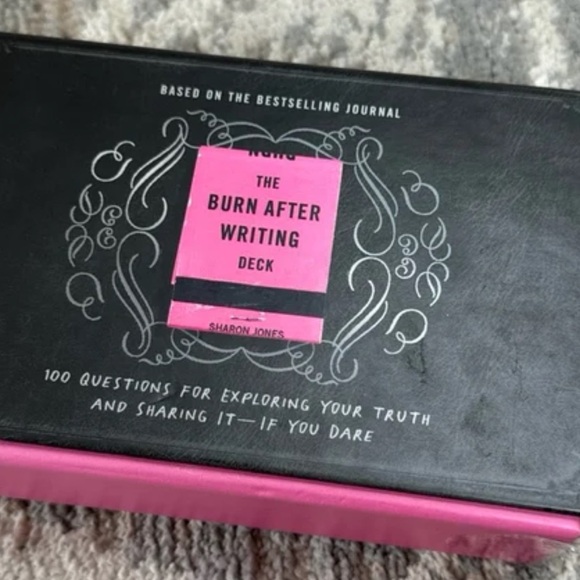 BASED ON THE BESTSELLING JOURNAL
THE
BURN AFTER
WRITING
DECK
SHARON JONES
100 QUESTIONS FOR EXPLORING YOUR TRUTH
AND SHARING IT—IF YOU DARE